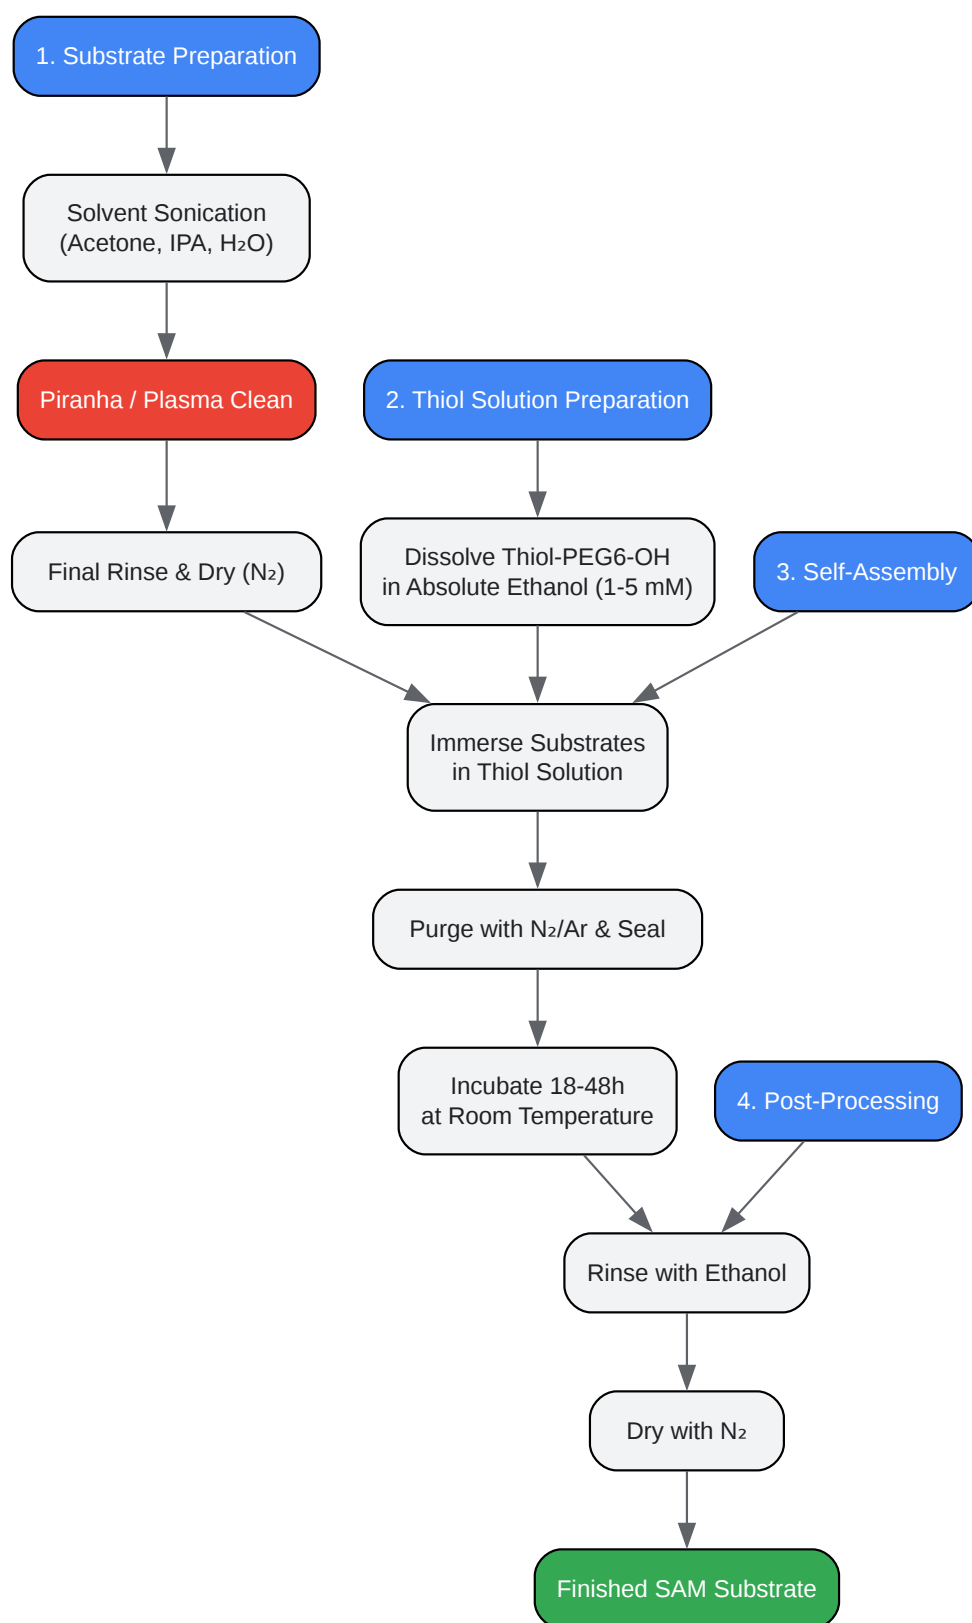 1. Substrate Preparation
Solvent Sonication
(Acetone, IPA, H₂O)
Piranha / Plasma Clean
2. Thiol Solution Preparation
Final Rinse & Dry (N₂)
Dissolve Thiol-PEG6-OH
in Absolute Ethanol (1-5 mM)
3. Self-Assembly
Immerse Substrates
in Thiol Solution
Purge with N₂/Ar & Seal
Incubate 18-48h
at Room Temperature
4. Post-Processing
Rinse with Ethanol
Dry with N₂
Finished SAM Substrate